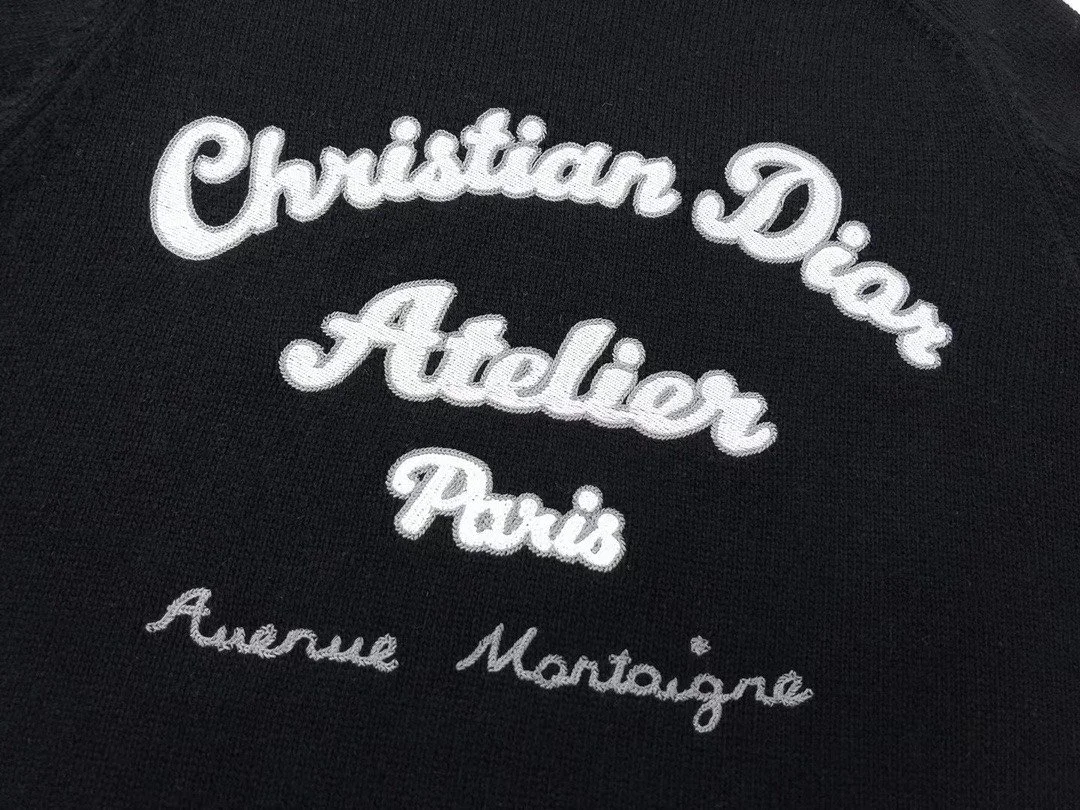 Christian Dior
Atelier
Paris
Avenue Montaigne